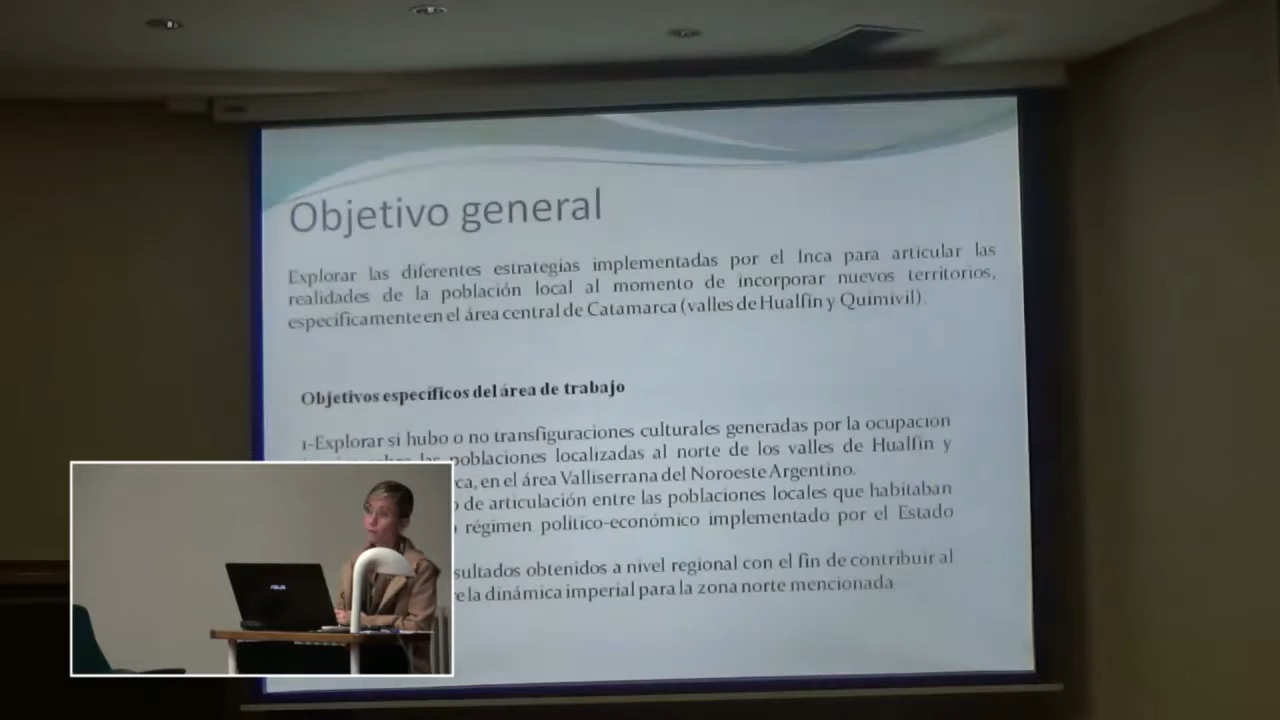 Objetivo general
Explorar las diferentes estrategias implementadas por el Inca para articular las
realidades de la población local al momento de incorporar nuevos territorios,
específicamente en el área central de Catamarca (valles de Hualfín y Quimivil).
Objetivos específicos del área de trabajo
1-Explorar si hubo o no transfiguraciones culturales generadas por la ocupación
las poblaciones localizadas al norte de los valles de Hualfín y
en el área Valliserrana del Noroeste Argentino.
de articulación entre las poblaciones locales que habitaban
régimen político-económico implementado por el Estado
obtenidos a nivel regional con el fin de contribuir al
la dinámica imperial para la zona norte mencionada
ASUS